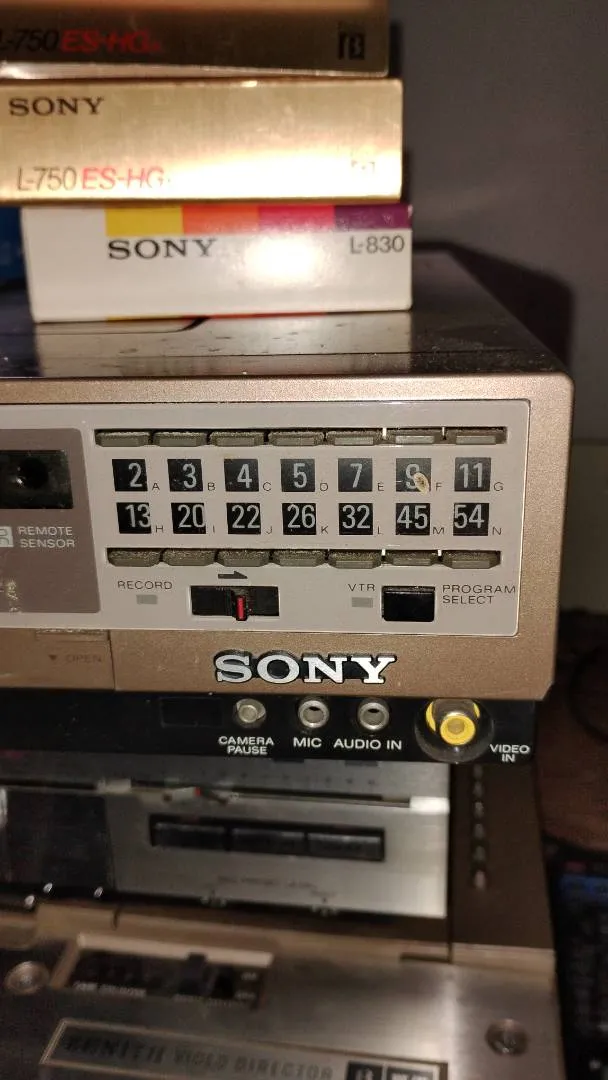 L-750 ES-HG
SONY
L-750 ES-HG
SONY L-830
2 A 3 B 4 C 5 D 7 E 9 F 11 G
13 H 20 I 22 J 26 K 32 L 45 M 54 N
REMOTE
SENSOR
RECORD
VTR
PROGRAM
SELECT
▼ OPEN
SONY
CAMERA
PAUSE
MIC
AUDIO IN
VIDEO
IN
ZENITH VIDEO DIRECTOR